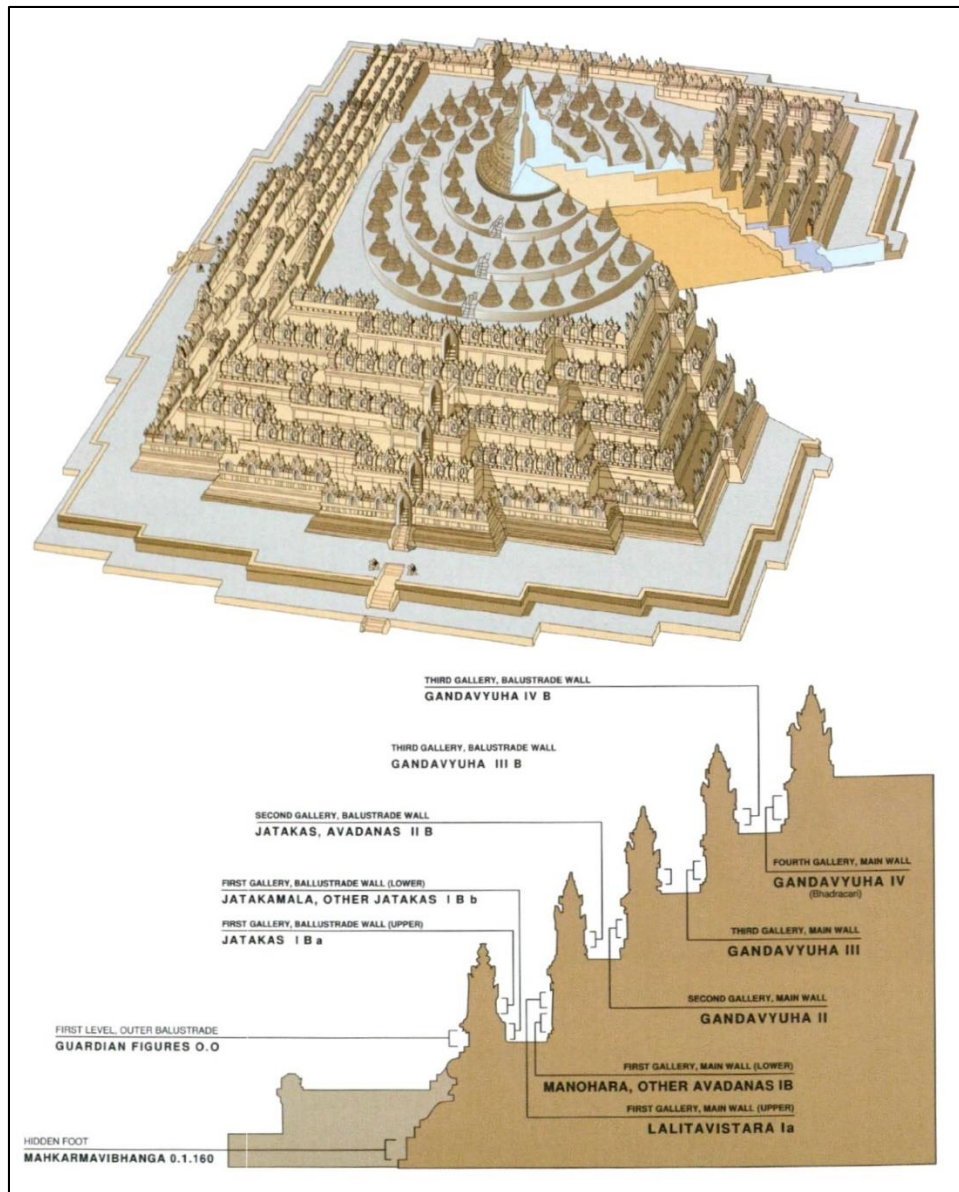 THIRD GALLERY, BALUSTRADE WALL
GANDAVYUHA IV B
THIRD GALLERY, BALUSTRADE WALL
GANDAVYUHA III B
SECOND GALLERY, BALUSTRADE WALL
JATAKAS, AVADANAS II B
FOURTH GALLERY, MAIN WALL
GANDAVYUHA IV
(Bhadracari)
FIRST GALLERY, BALLUSTRADE WALL (LOWER)
JATAKAMALA, OTHER JATAKAS I B b
FIRST GALLERY, BALLUSTRADE WALL (UPPER)
JATAKAS I B a
THIRD GALLERY, MAIN WALL
GANDAVYUHA III
SECOND GALLERY, MAIN WALL
GANDAVYUHA II
FIRST LEVEL, OUTER BALUSTRADE
GUARDIAN FIGURES O.O
FIRST GALLERY, MAIN WALL (LOWER)
MANOHARA, OTHER AVADANAS IB
FIRST GALLERY, MAIN WALL (UPPER)
LALITAVISTARA Ia
HIDDEN FOOT
MAHKARMAVIBHANGA 0.1.160